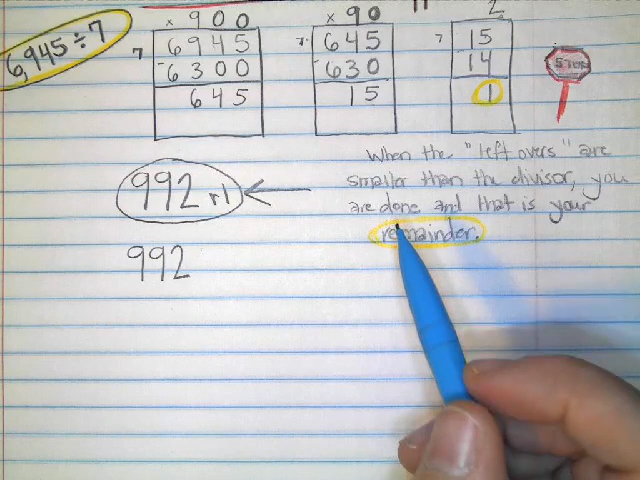 6,945 ÷ 7
x 900
7 6945
-6300
645
x 90
7 645
-630
15
2
7 15
14
1
STOP
992 r1
When the "left overs" are
smaller than the divisor, you
are done and that is your
remainder.
992